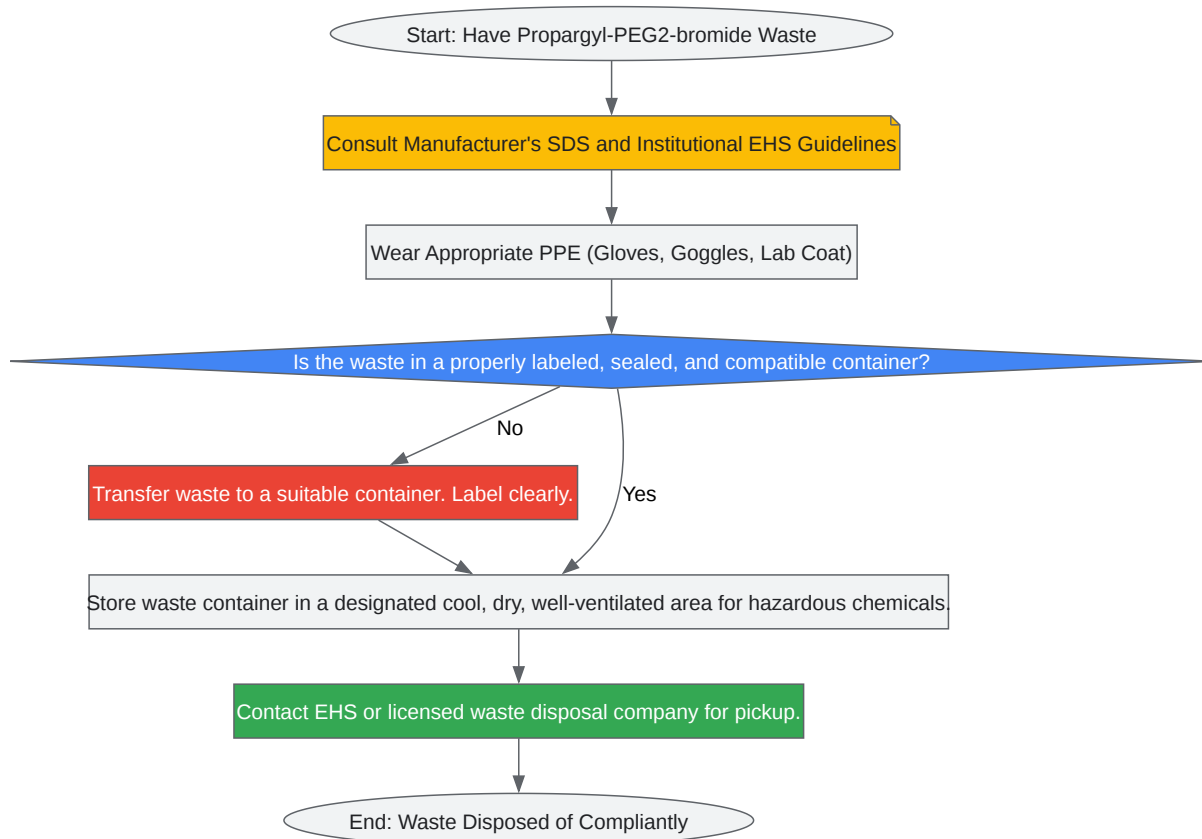 Start: Have Propargyl-PEG2-bromide Waste
Consult Manufacturer's SDS and Institutional EHS Guidelines
Wear Appropriate PPE (Gloves, Goggles, Lab Coat)
Is the waste in a properly labeled, sealed, and compatible container?
No
Transfer waste to a suitable container. Label clearly.
Yes
Store waste container in a designated cool, dry, well-ventilated area for hazardous chemicals.
Contact EHS or licensed waste disposal company for pickup.
End: Waste Disposed of Compliantly